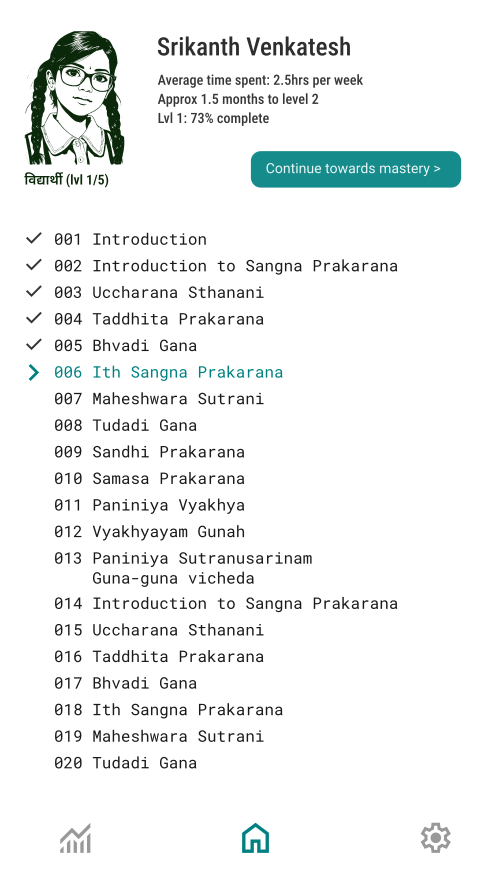 Srikanth Venkatesh
Average time spent: 2.5hrs per week
Approx 1.5 months to level 2
Lvl 1: 73% complete
विद्यार्थी (lvl 1/5)
Continue towards mastery >
001 Introduction
002 Introduction to Sangna Prakarana
003 Uccharana Sthanani
004 Taddhita Prakarana
005 Bhvadi Gana
006 Ith Sangna Prakarana
007 Maheshwara Sutrani
008 Tudadi Gana
009 Sandhi Prakarana
010 Samasa Prakarana
011 Paniniya Vyakhya
012 Vyakhyayam Gunah
013 Paniniya Sutranusarinam
Guna-guna vicheda
014 Introduction to Sangna Prakarana
015 Uccharana Sthanani
016 Taddhita Prakarana
017 Bhvadi Gana
018 Ith Sangna Prakarana
019 Maheshwara Sutrani
020 Tudadi Gana